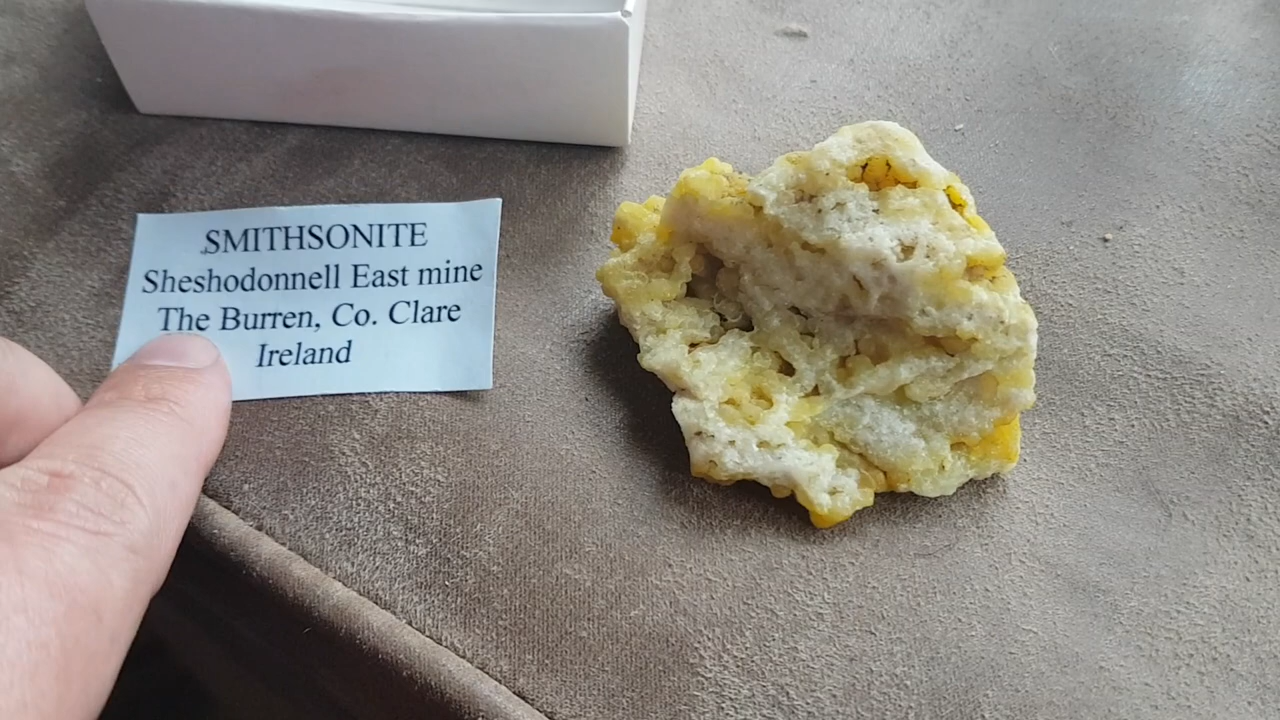 SMITHSONITE
Sheshodonnell East mine
The Burren, Co. Clare
Ireland